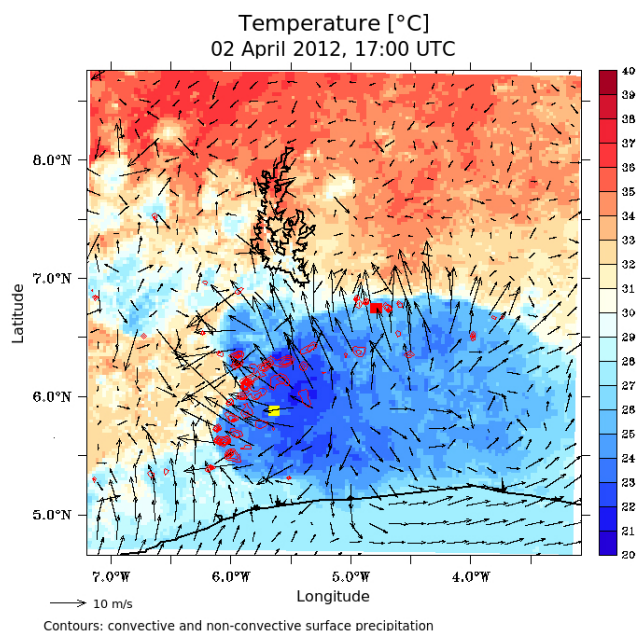 Temperature [°C]
02 April 2012, 17:00 UTC
40
39
38
37
36
35
34
33
32
31
30
29
28
27
26
25
24
23
22
21
20
8.0°N
7.0°N
6.0°N
5.0°N
Latitude
7.0°W
6.0°W
5.0°W
4.0°W
Longitude
10 m/s
Contours: convective and non-convective surface precipitation